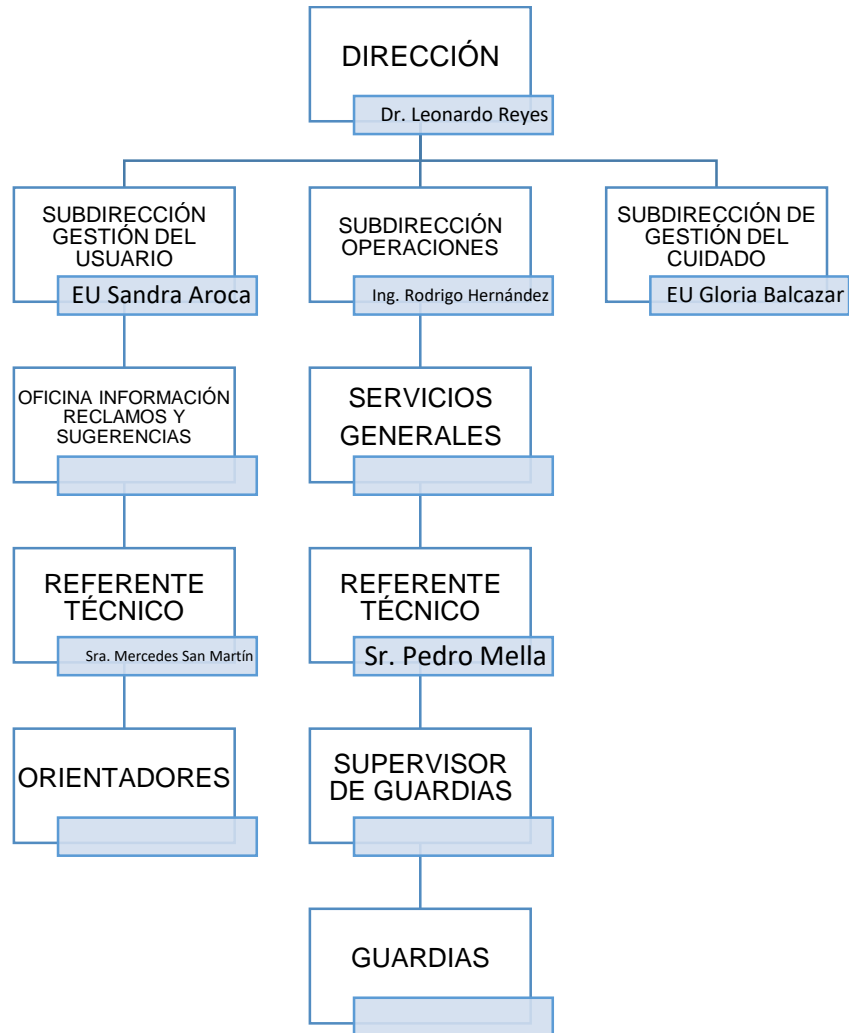 DIRECCIÓN
Dr. Leonardo Reyes
SUBDIRECCIÓN
GESTIÓN DEL
USUARIO
EU Sandra Aroca
SUBDIRECCIÓN
OPERACIONES
Ing. Rodrigo Hernández
SUBDIRECCIÓN DE
GESTIÓN DEL
CUIDADO
EU Gloria Balcazar
OFICINA INFORMACIÓN
RECLAMOS Y
SUGERENCIAS
SERVICIOS
GENERALES
REFERENTE
TÉCNICO
Sra. Mercedes San Martín
REFERENTE
TÉCNICO
Sr. Pedro Mella
ORIENTADORES
SUPERVISOR
DE GUARDIAS
GUARDIAS